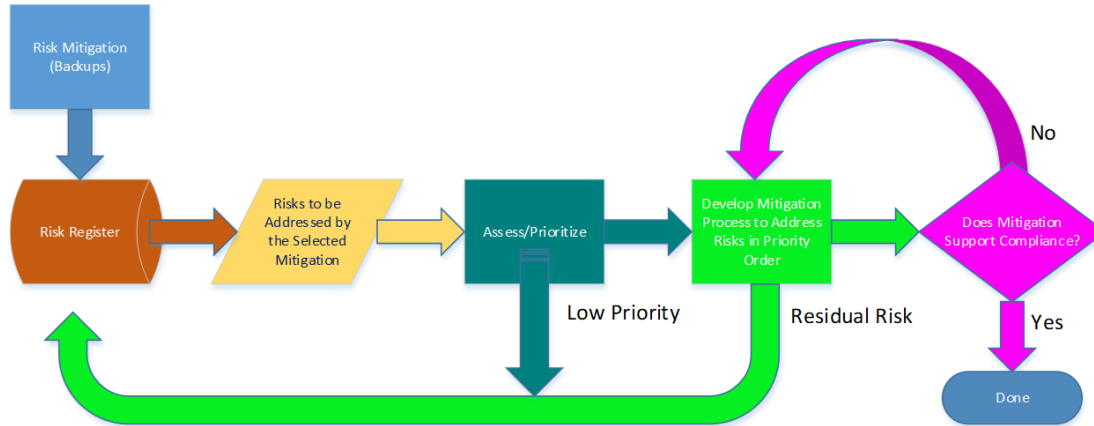 Risk Mitigation
(Backups)
No
Risk Register
Risks to be
Addressed by
the Selected
Mitigation
Assess/Prioritize
Develop Mitigation
Process to Address
Risks in Priority
Order
Does Mitigation
Support Compliance?
Low Priority
Residual Risk
Yes
Done